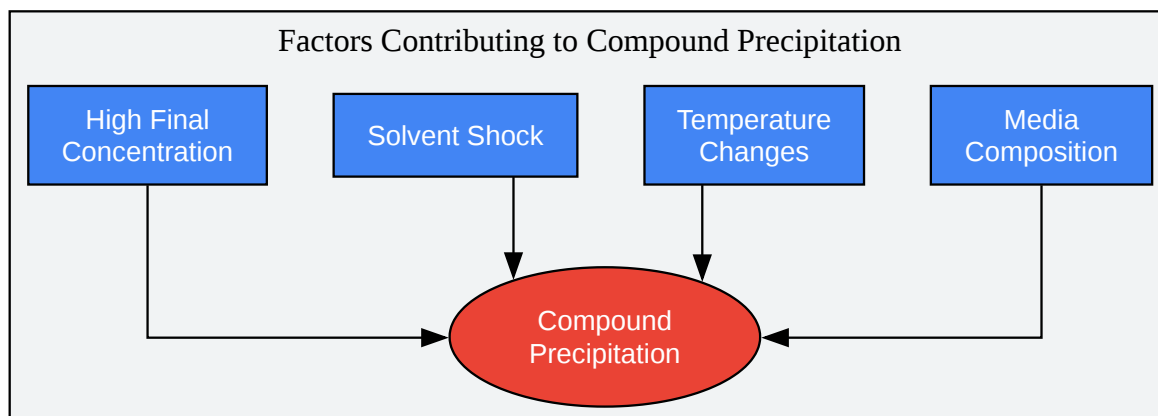 Factors Contributing to Compound Precipitation
High Final
Concentration
Solvent Shock
Temperature
Changes
Media
Composition
Compound
Precipitation